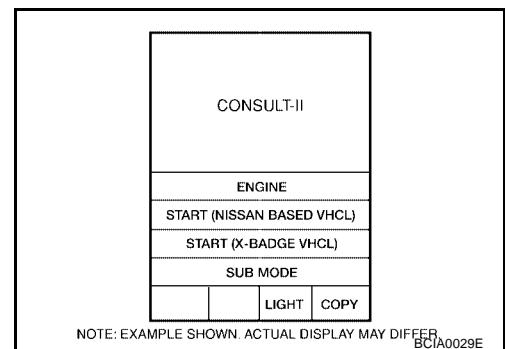 CONSULT-II
ENGINE
START (NISSAN BASED VHCL)
START (X-BADGE VHCL)
SUB MODE
LIGHT COPY
NOTE: EXAMPLE SHOWN. ACTUAL DISPLAY MAY DIFFER
BCIA0029E